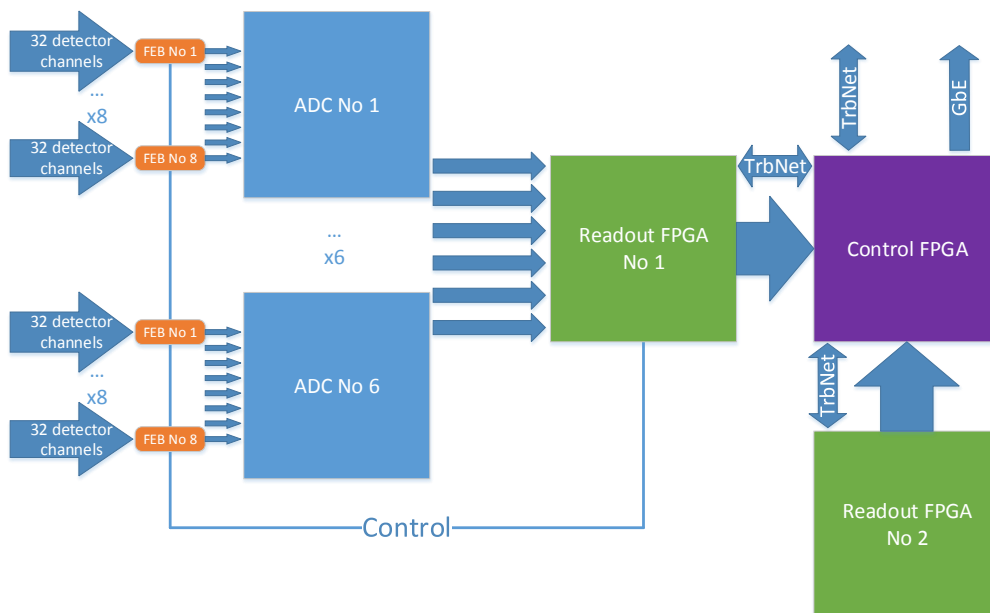 32 detector
channels
FEB No 1
...
x8
32 detector
channels
FEB No 8
ADC No 1
...
x6
32 detector
channels
FEB No 1
...
x8
32 detector
channels
FEB No 8
ADC No 6
Control
Readout FPGA
No 1
TrbNet
TrbNet
GbE
Control FPGA
TrbNet
Readout FPGA
No 2